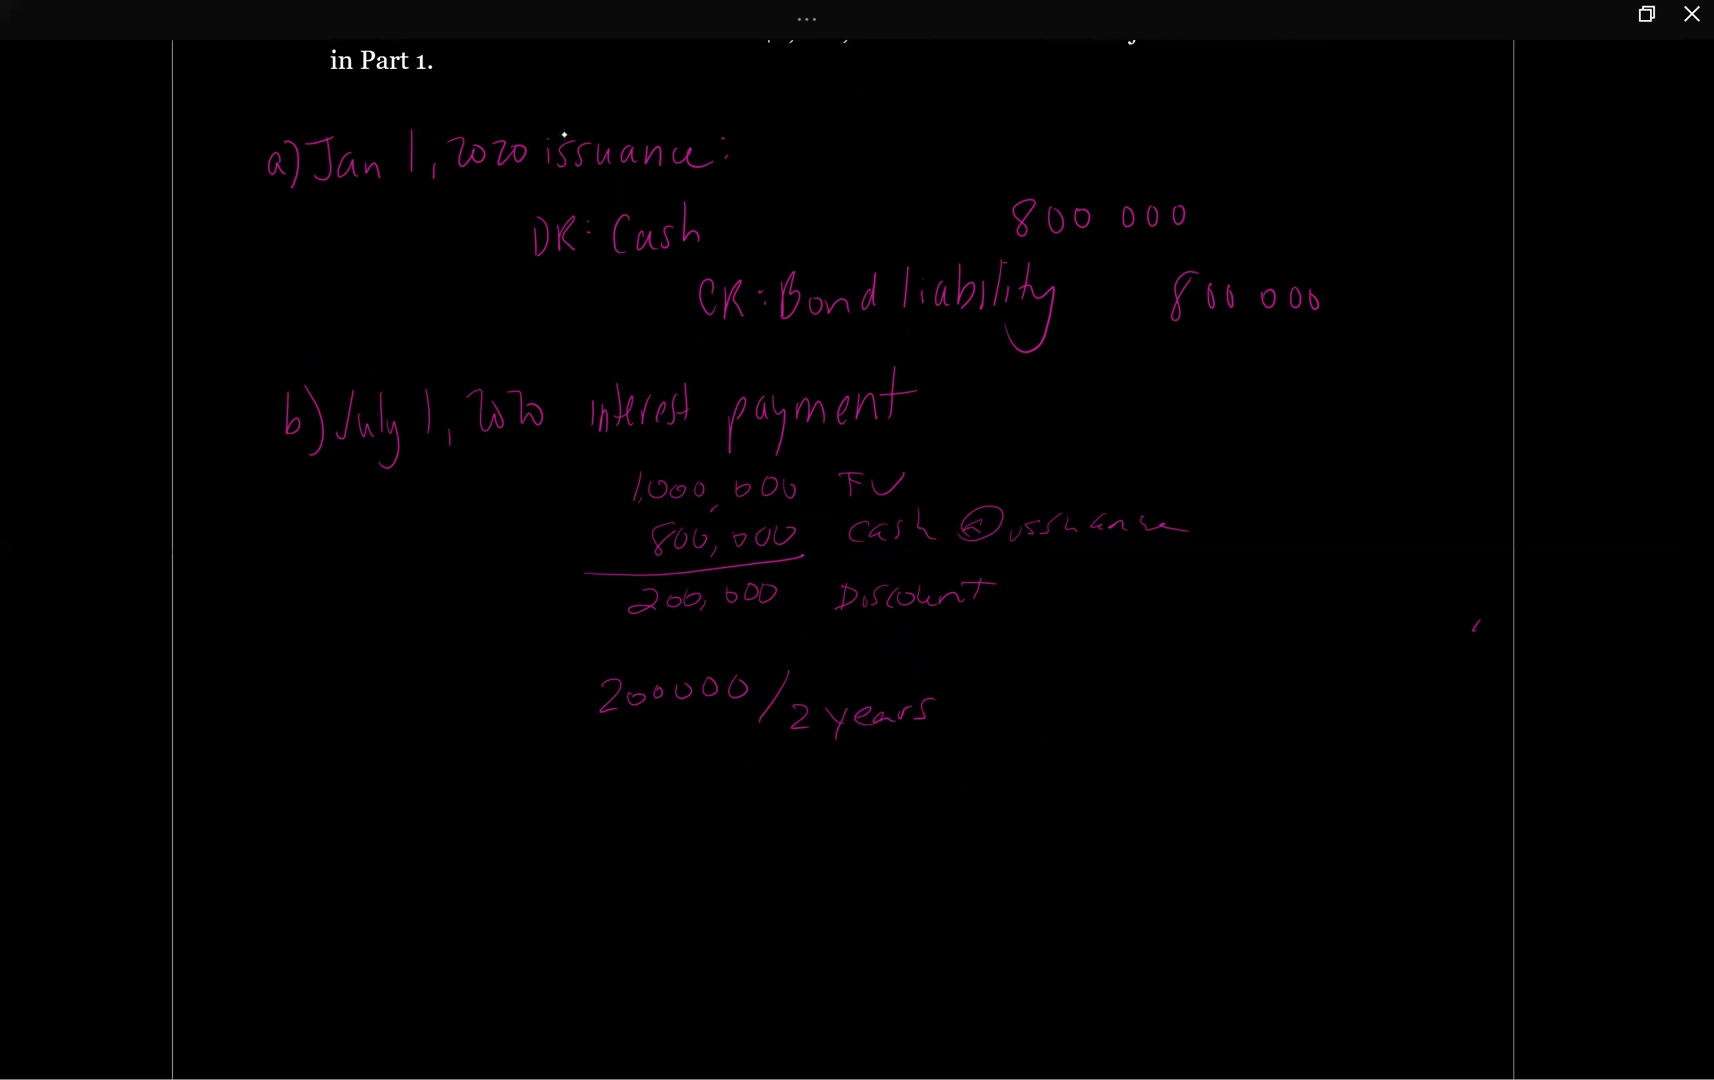 in Part 1.
a) Jan 1, 2020 issuance:
DR: Cash 800 000
CR: Bond liability 800 000
b) July 1, 2020 interest payment
1,000,000 FV
800,000 Cash @ issuance
200,000 Discount
200000/2 years